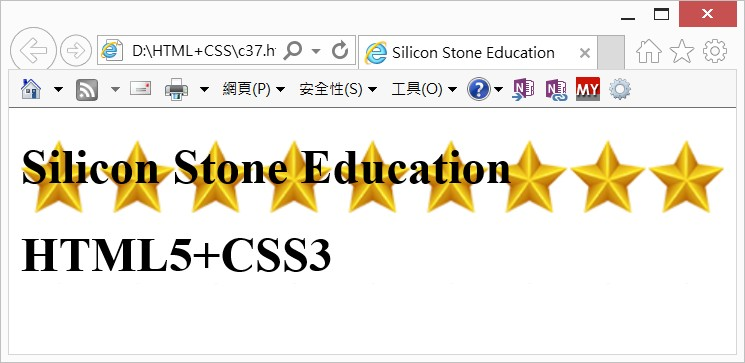 D:\HTML+CSS\c37.h
Silicon Stone Education
網頁(P) 安全性(S) 工具(O) MY
Silicon Stone Education
HTML5+CSS3